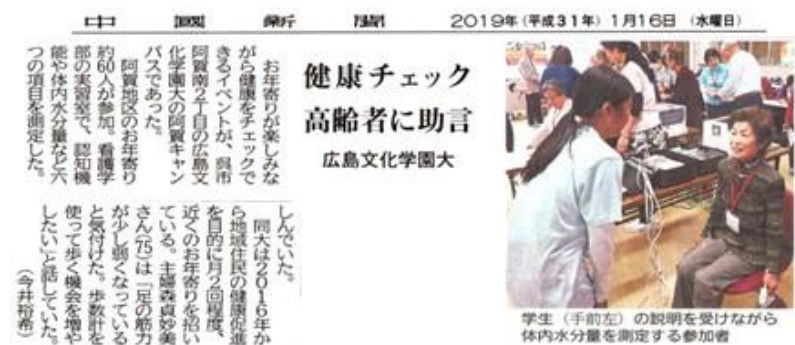 中國新聞
2019年(平成31年) 1月16日 (水曜日)
健康チェック
高齢者に助言
広島文化学園大
お年寄りが楽しみな
がら健康をチェックで
きるイベントが、呉市
阿賀南2丁目の広島文
化学園大の阿賀キャン
パスであった。
阿賀地区のお年寄り
約60人が参加。看護学
部の実習室で、認知機
能や体内水分量など六
つの項目を測定した。
しんでいた。
同大は2016年か
ら地域住民の健康促進
を目的に月2回程度、
近くのお年寄りを招い
ている。主婦森貞妙美
さん(75)は「足の筋力
が少し弱くなっている
と気付けた。歩数計を
使って歩く機会を増や
したい」と話していた。
(今井裕希)
学生(手前左)の説明を受けながら
体内水分量を測定する参加者